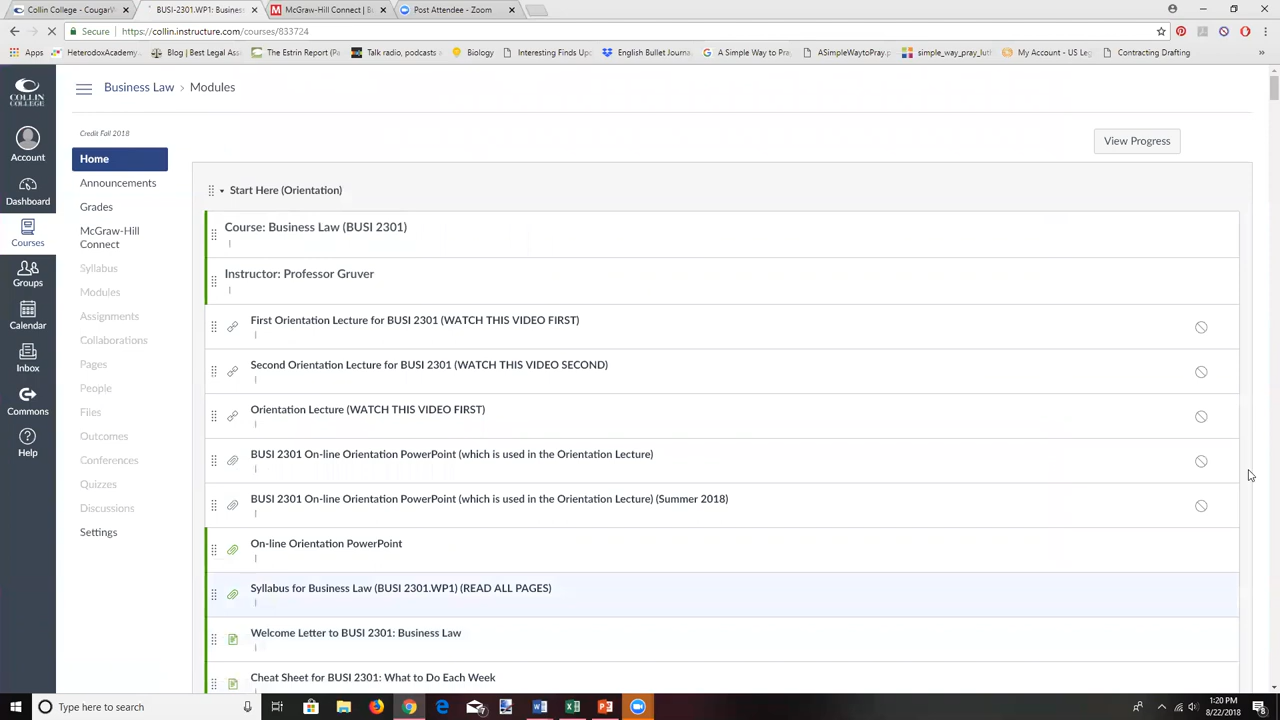 Collin College - CougarW
BUSI-2301.WP1: Business
McGraw-Hill Connect | Bu
Post Attendee - Zoom
Secure
https://collin.instructure.com/courses/833724
Apps
HeterodoxAcademy
Blog | Best Legal Ass
The Estrin Report (Pa
Talk radio, podcasts a
Biology
Interesting Finds Upd
English Bullet Journa
Simple Way to Pray.
ASimpleWaytoPray.p
simple_way_pray_lut
My Account - US Leg
Contracting Drafting
»
COLLIN
COLLEGE
Account
Dashboard
Courses
Groups
Calendar
Inbox
Commons
Help
Business Law > Modules
Credit Fall 2018
Home
Announcements
Grades
McGraw-Hill
Connect
Syllabus
Modules
Assignments
Collaborations
Pages
People
Files
Outcomes
Conferences
Quizzes
Discussions
Settings
View Progress
Start Here (Orientation)
Course: Business Law (BUSI 2301)
Instructor: Professor Gruver
First Orientation Lecture for BUSI 2301 (WATCH THIS VIDEO FIRST)
Second Orientation Lecture for BUSI 2301 (WATCH THIS VIDEO SECOND)
Orientation Lecture (WATCH THIS VIDEO FIRST)
BUSI 2301 On-line Orientation PowerPoint (which is used in the Orientation Lecture)
BUSI 2301 On-line Orientation PowerPoint (which is used in the Orientation Lecture) (Summer 2018)
On-line Orientation PowerPoint
Syllabus for Business Law (BUSI 2301.WP1) (READ ALL PAGES)
Welcome Letter to BUSI 2301: Business Law
Cheat Sheet for BUSI 2301: What to Do Each Week
Type here to search
1:20 PM
8/22/2018